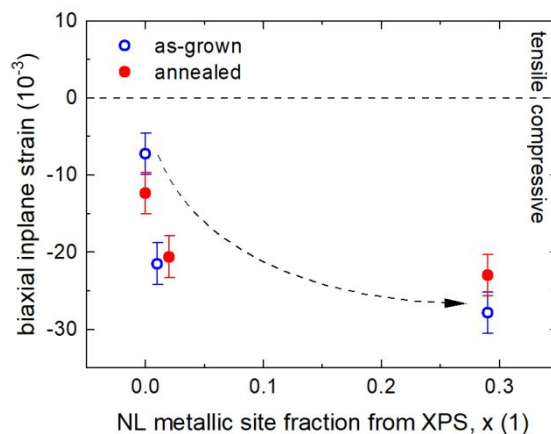 10
0
-10
-20
-30
biaxial inplane strain (10⁻³)
as-grown
annealed
tensile
compressive
0.0
0.1
0.2
0.3
NL metallic site fraction from XPS, x (1)